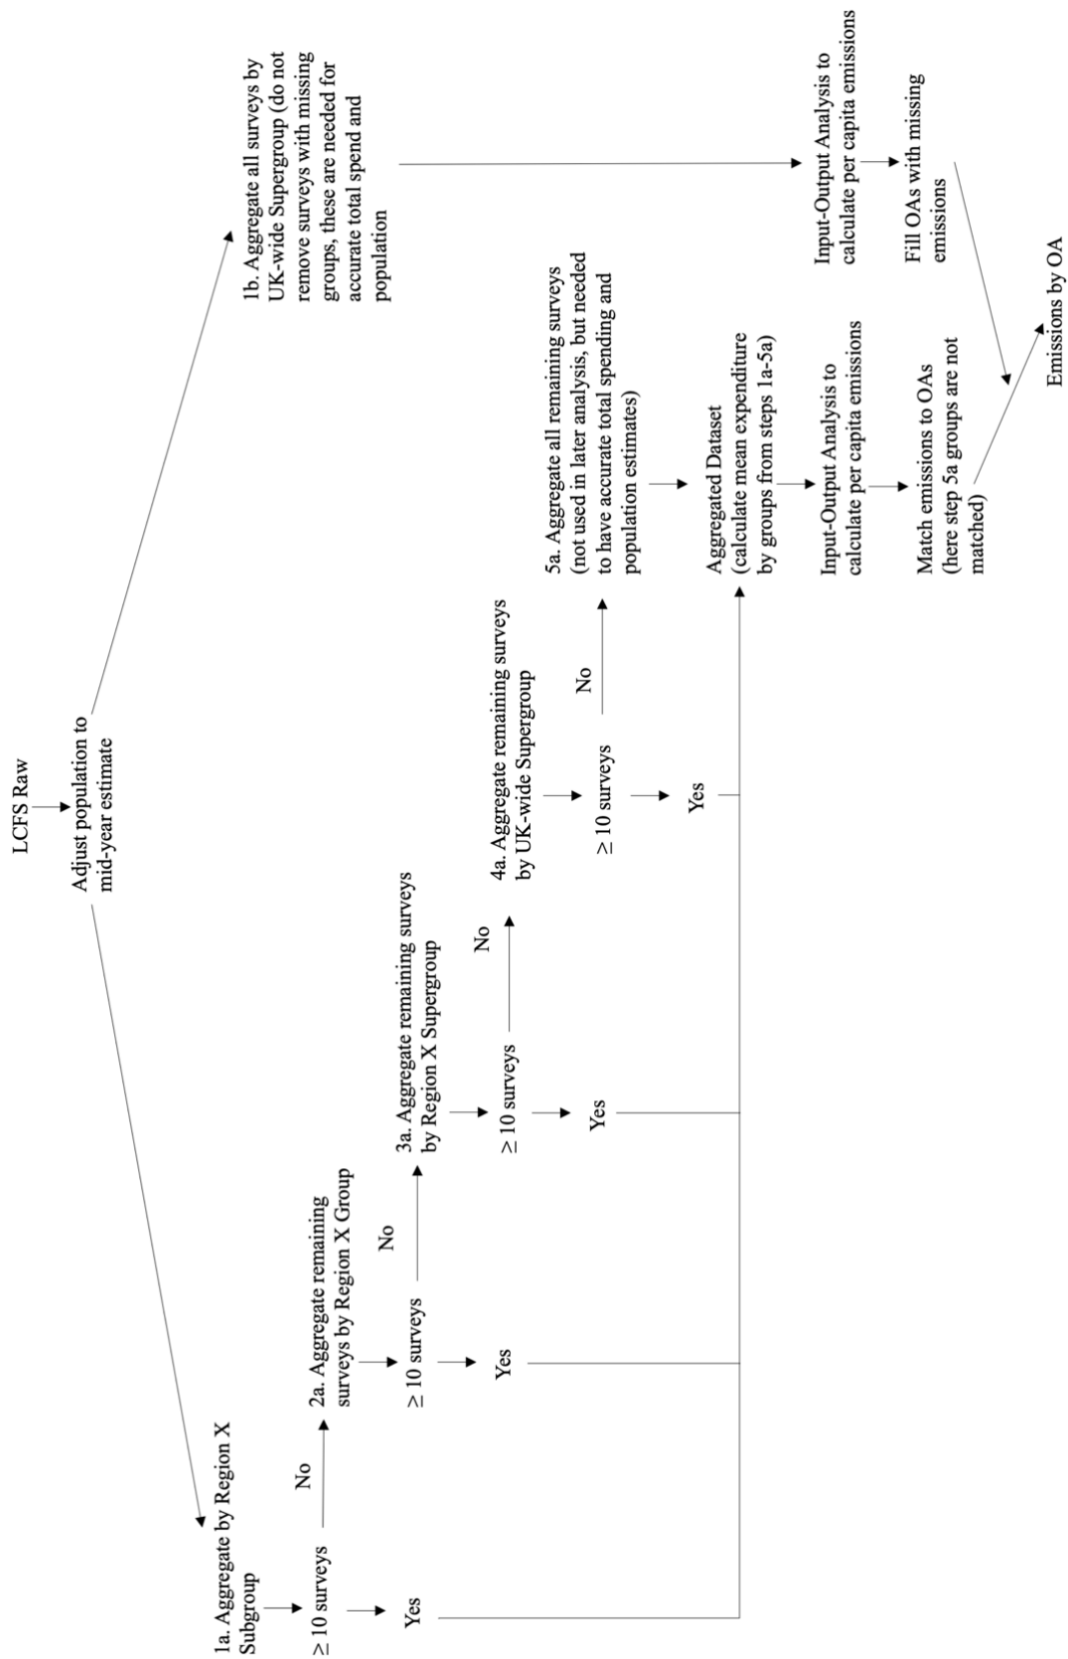 LCFS Raw
Adjust population to
mid-year estimate
1a. Aggregate by Region X
Subgroup
≥ 10 surveys
No
Yes
2a. Aggregate remaining
surveys by Region X Group
≥ 10 surveys
No
Yes
3a. Aggregate remaining surveys
by Region X Supergroup
≥ 10 surveys
No
Yes
4a. Aggregate remaining surveys
by UK-wide Supergroup
≥ 10 surveys
No
Yes
5a. Aggregate all remaining surveys
(not used in later analysis, but needed
to have accurate total spending and
population estimates)
Aggregated Dataset
(calculate mean expenditure
by groups from steps 1a-5a)
Input-Output Analysis to
calculate per capita emissions
Match emissions to OAs
(here step 5a groups are not
matched)
1b. Aggregate all surveys by
UK-wide Supergroup (do not
remove surveys with missing
groups, these are needed for
accurate total spend and
population
Input-Output Analysis to
calculate per capita emissions
Fill OAs with missing
emissions
Emissions by OA